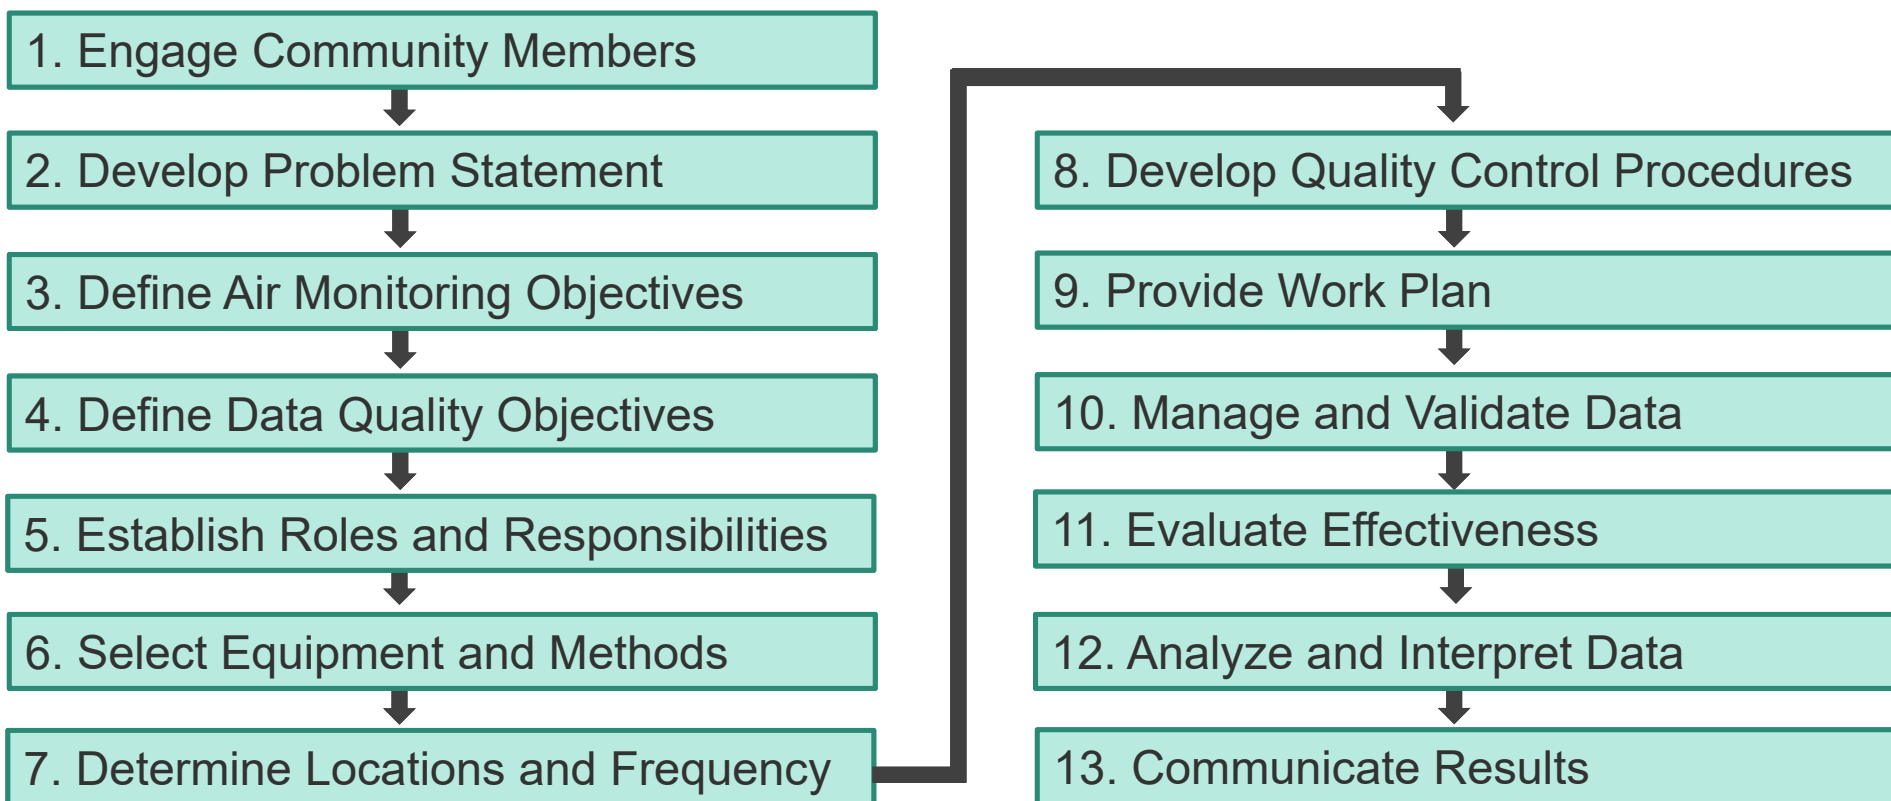 1. Engage Community Members
2. Develop Problem Statement
3. Define Air Monitoring Objectives
4. Define Data Quality Objectives
5. Establish Roles and Responsibilities
6. Select Equipment and Methods
7. Determine Locations and Frequency
8. Develop Quality Control Procedures
9. Provide Work Plan
10. Manage and Validate Data
11. Evaluate Effectiveness
12. Analyze and Interpret Data
13. Communicate Results